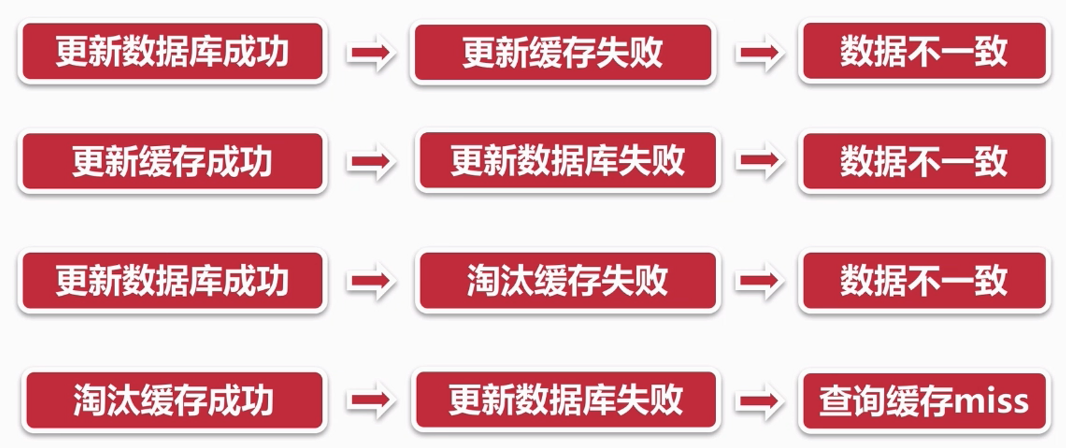 更新数据库成功 更新缓存失败 数据不一致
更新缓存成功 更新数据库失败 数据不一致
更新数据库成功 淘汰缓存失败 数据不一致
淘汰缓存成功 更新数据库失败 查询缓存miss